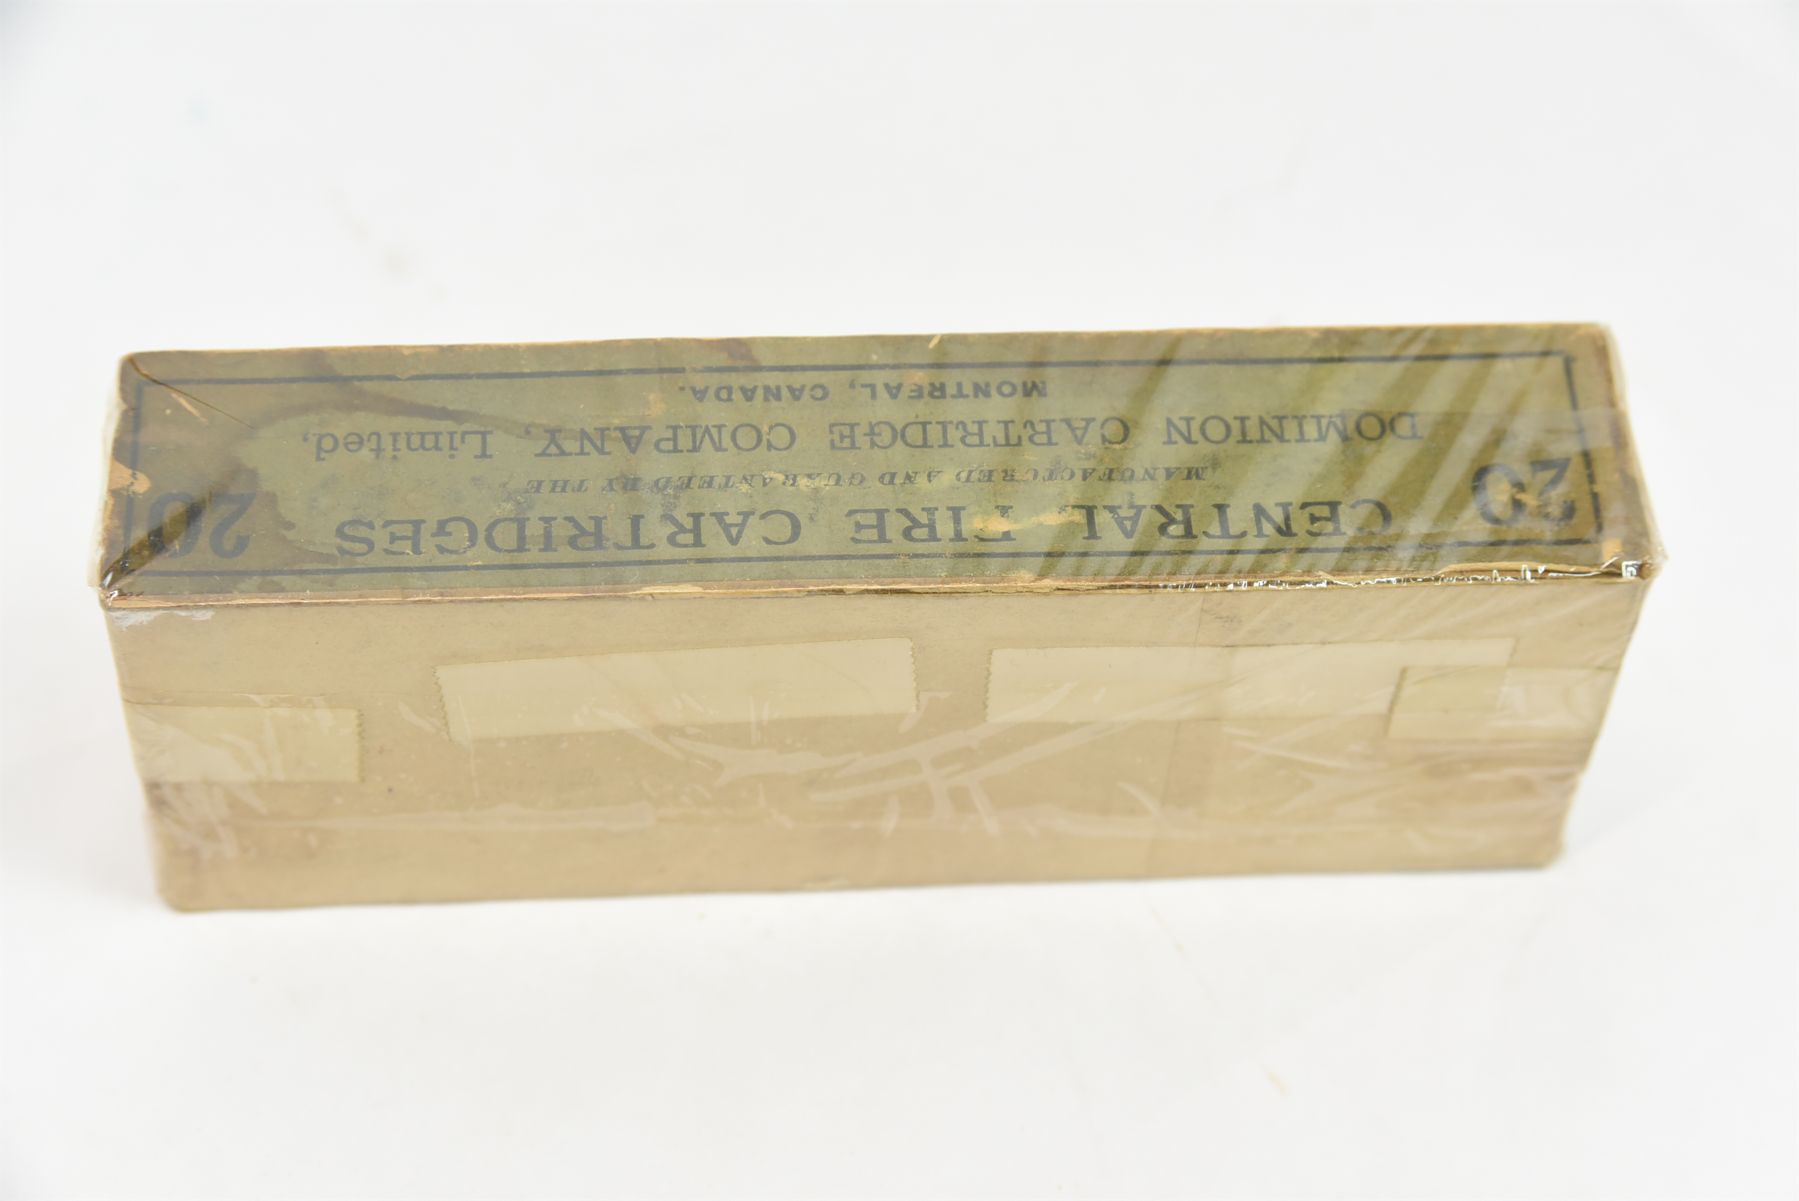 20 CENTRAL FIRE CARTRIDGES 20
MANUFACTURED AND GUARANTEED BY THE
DOMINION CARTRIDGE COMPANY, Limited,
MONTREAL, CANADA.